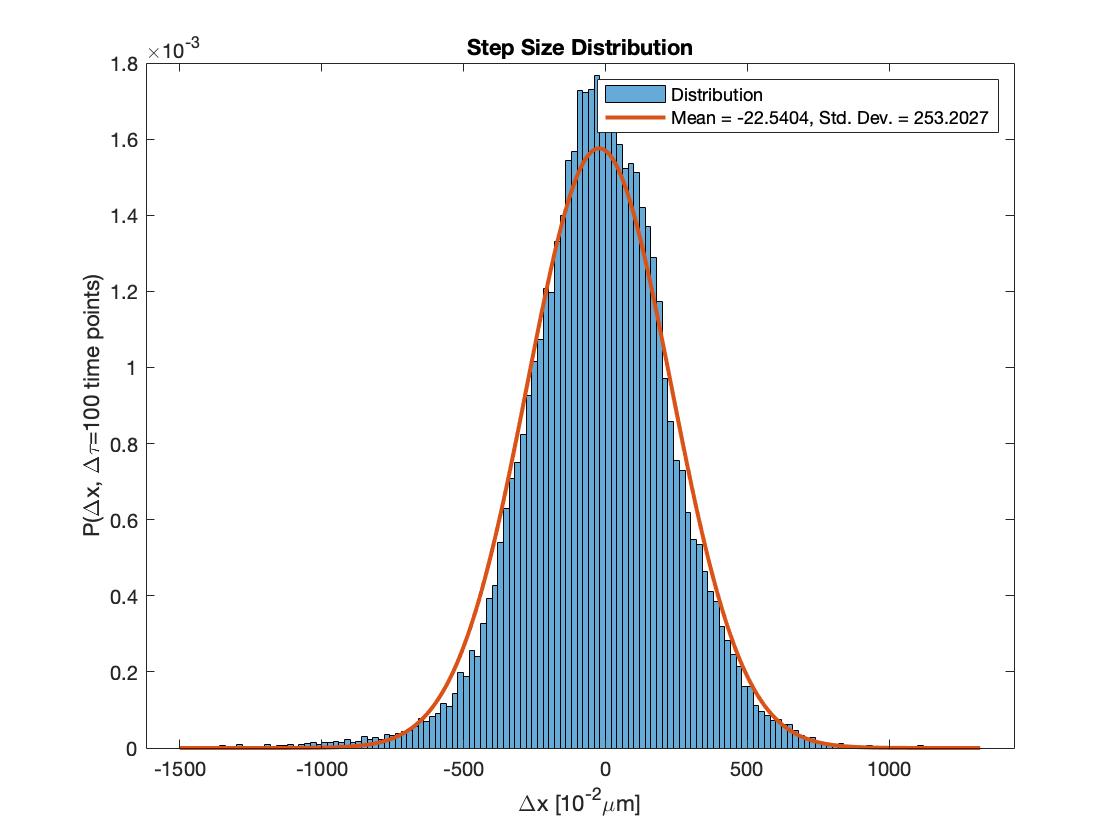 Step Size Distribution
×10⁻³
1.8
1.6
1.4
1.2
1
0.8
0.6
0.4
0.2
0
P(Δx, Δτ=100 time points)
Distribution
Mean = -22.5404, Std. Dev. = 253.2027
-1500 -1000 -500 0 500 1000
Δx [10⁻²μm]